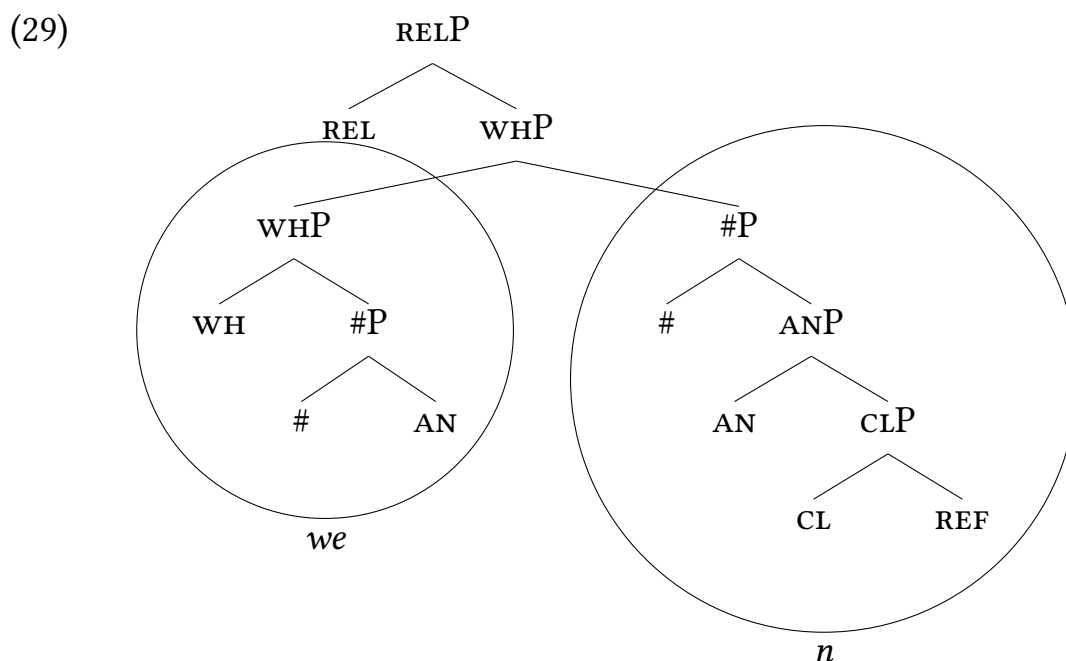 (29)
RELP
REL WHP
WHP #P
WH #P # ANP
# AN AN CLP
CL REF
we
n